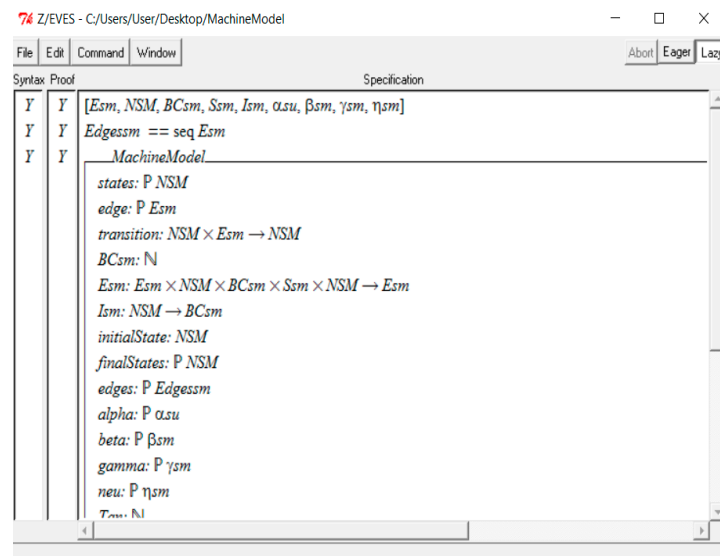 Z/EVES - C:/Users/User/Desktop/MachineModel
File Edit Command Window Abort Eager Lazy
Syntax Proof Specification
Y Y [Esm, NSM, BCsm, Ssm, Ism, αsu, βsm, γsm, ηsm]
Y Y Edgessm == seq Esm
Y Y MachineModel
states: ℙ NSM
edge: ℙ Esm
transition: NSM × Esm → NSM
BCsm: ℕ
Esm: Esm × NSM × BCsm × Ssm × NSM → Esm
Ism: NSM → BCsm
initialState: NSM
finalStates: ℙ NSM
edges: ℙ Edgessm
alpha: ℙ αsu
beta: ℙ βsm
gamma: ℙ γsm
neu: ℙ ηsm